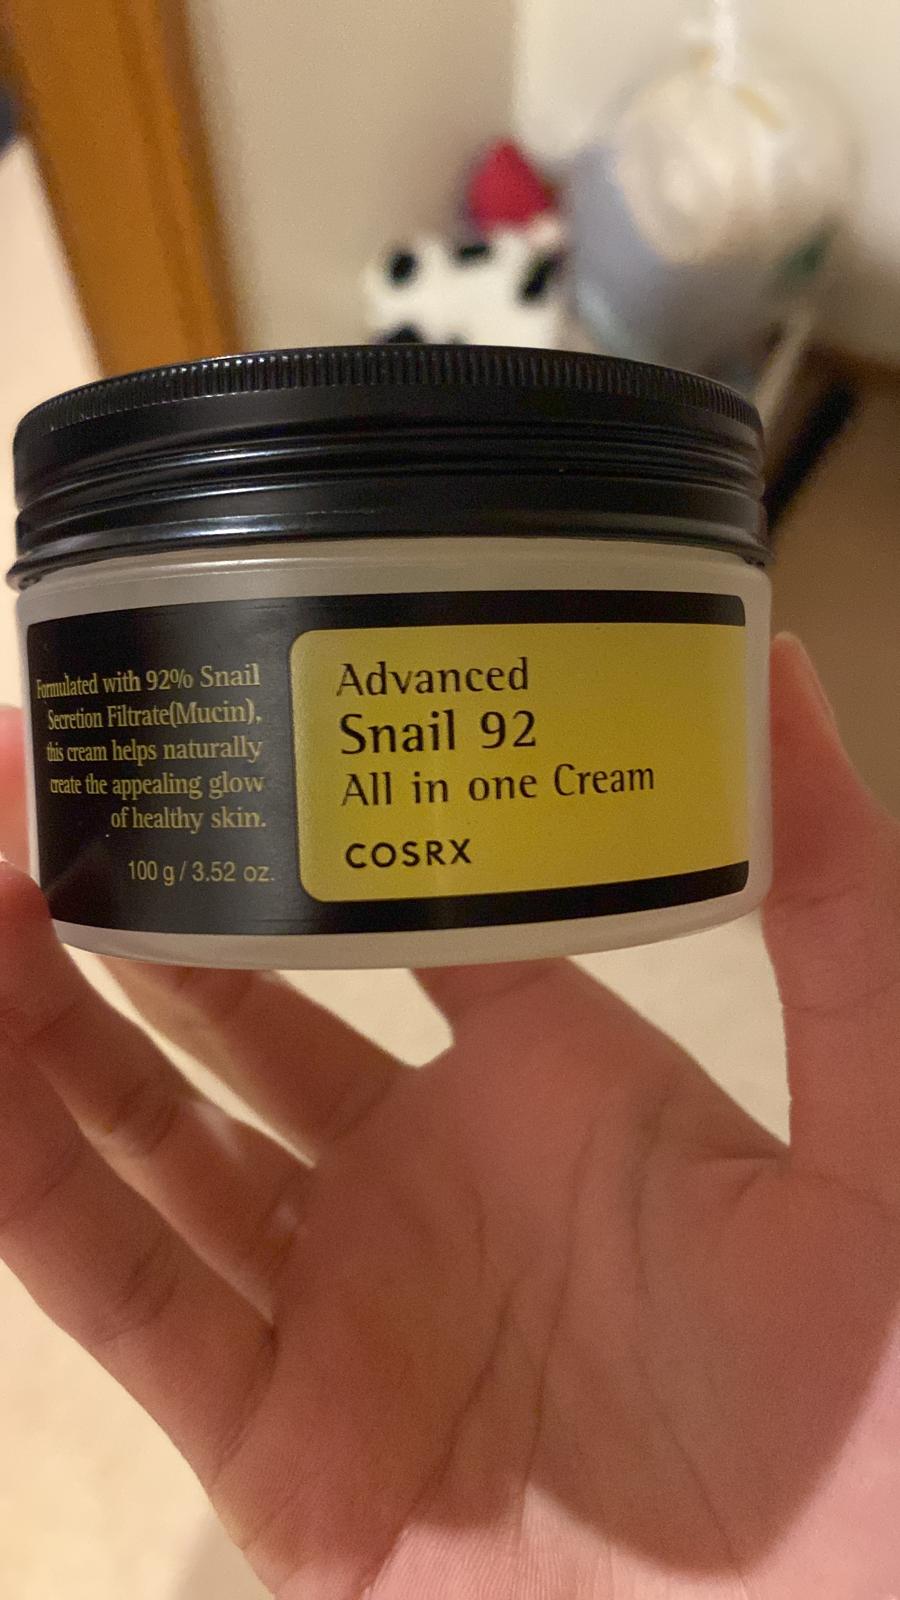 Formulated with 92% Snail
Secretion Filtrate(Mucin),
this cream helps naturally
create the appealing glow
of healthy skin.
100 g / 3.52 oz.
Advanced
Snail 92
All in one Cream
COSRX